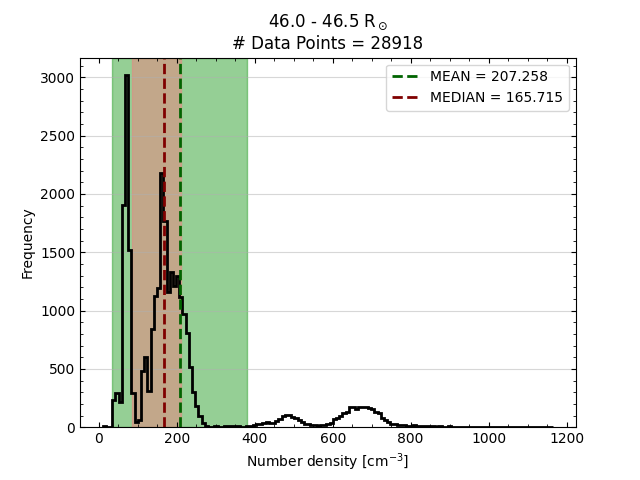 46.0 - 46.5 R⊙
# Data Points = 28918
MEAN = 207.258
MEDIAN = 165.715
3000
2500
2000
1500
1000
500
0
Frequency
0 200 400 600 800 1000 1200
Number density [cm⁻³]